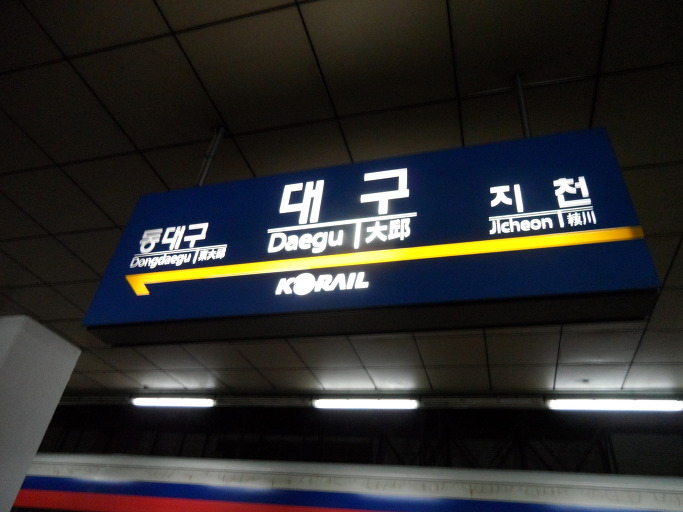 동대구
Dongdaegu 東大邱
대구
Daegu 大邱
지천
Jicheon 枝川
KORAIL